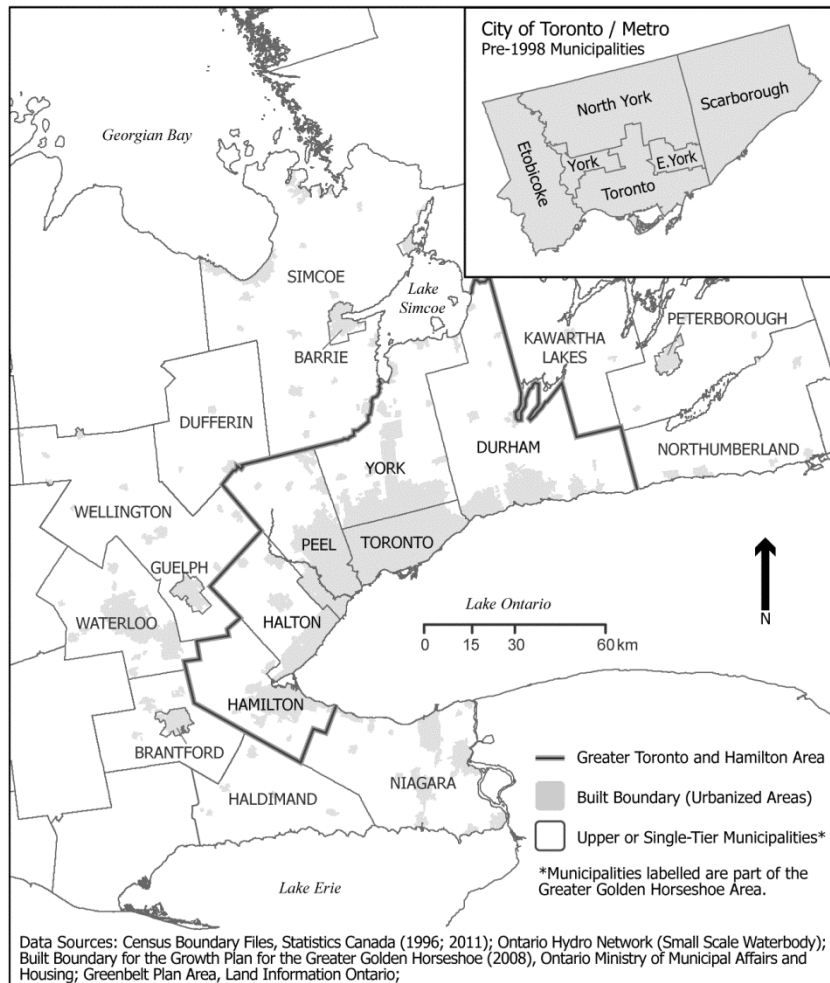 City of Toronto / Metro
Pre-1998 Municipalities
North York
Scarborough
Etobicoke
York
E.York
Toronto
Georgian Bay
SIMCOE
Lake
Simcoe
BARRIE
KAWARTHA
LAKES
PETERBOROUGH
DUFFERIN
YORK
DURHAM
NORTHUMBERLAND
WELLINGTON
PEEL
TORONTO
GUELPH
WATERLOO
HALTON
Lake Ontario
0 15 30 60 km
N
HAMILTON
BRANTFORD
HALDIMAND
NIAGARA
Lake Erie
Greater Toronto and Hamilton Area
Built Boundary (Urbanized Areas)
Upper or Single-Tier Municipalities*
*Municipalities labelled are part of the
Greater Golden Horseshoe Area.
Data Sources: Census Boundary Files, Statistics Canada (1996; 2011); Ontario Hydro Network (Small Scale Waterbody);
Built Boundary for the Growth Plan for the Greater Golden Horseshoe (2008), Ontario Ministry of Municipal Affairs and
Housing; Greenbelt Plan Area, Land Information Ontario;